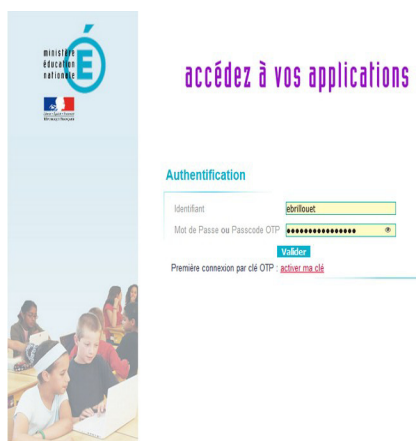 ministère
éducation
nationale
É
accédez à vos applications
Authentification
Identifiant
ebrillouet
Mot de Passe ou Passcode OTP
••••••••••••••••
Valider
Première connexion par clé OTP : activer ma clé